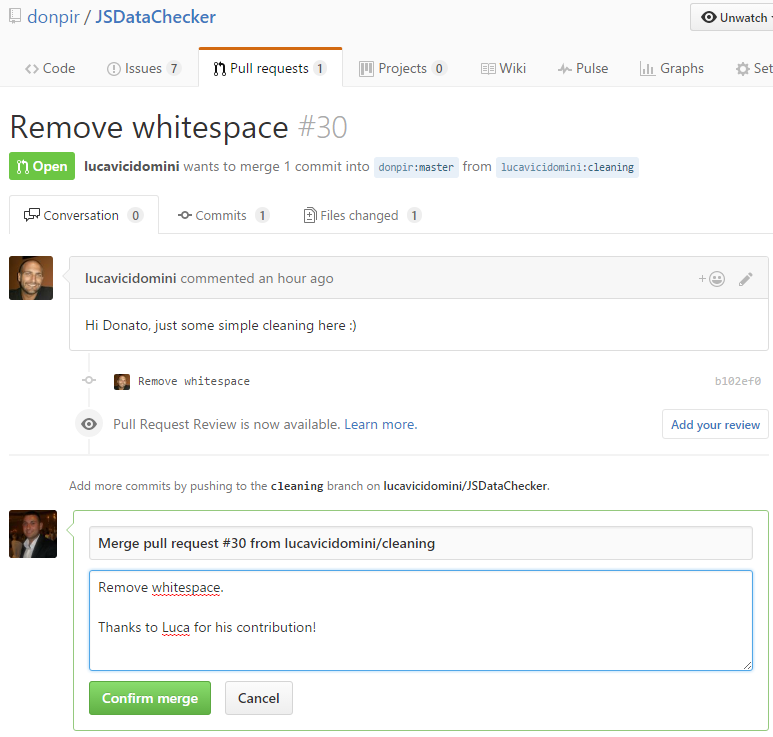 donpir / JSDataChecker
Unwatch
Code
Issues 7
Pull requests 1
Projects 0
Wiki
Pulse
Graphs
Remove whitespace #30
Open lucavicidomini wants to merge 1 commit into donpir:master from lucavicidomini:cleaning
Conversation 0
Commits 1
Files changed 1
lucavicidomini commented an hour ago
+
Hi Donato, just some simple cleaning here :)
Remove whitespace b102ef0
Pull Request Review is now available. Learn more.
Add your review
Add more commits by pushing to the cleaning branch on lucavicidomini/JSDataChecker.
Merge pull request #30 from lucavicidomini/cleaning
Remove whitespace.
Thanks to Luca for his contribution!
Confirm merge
Cancel